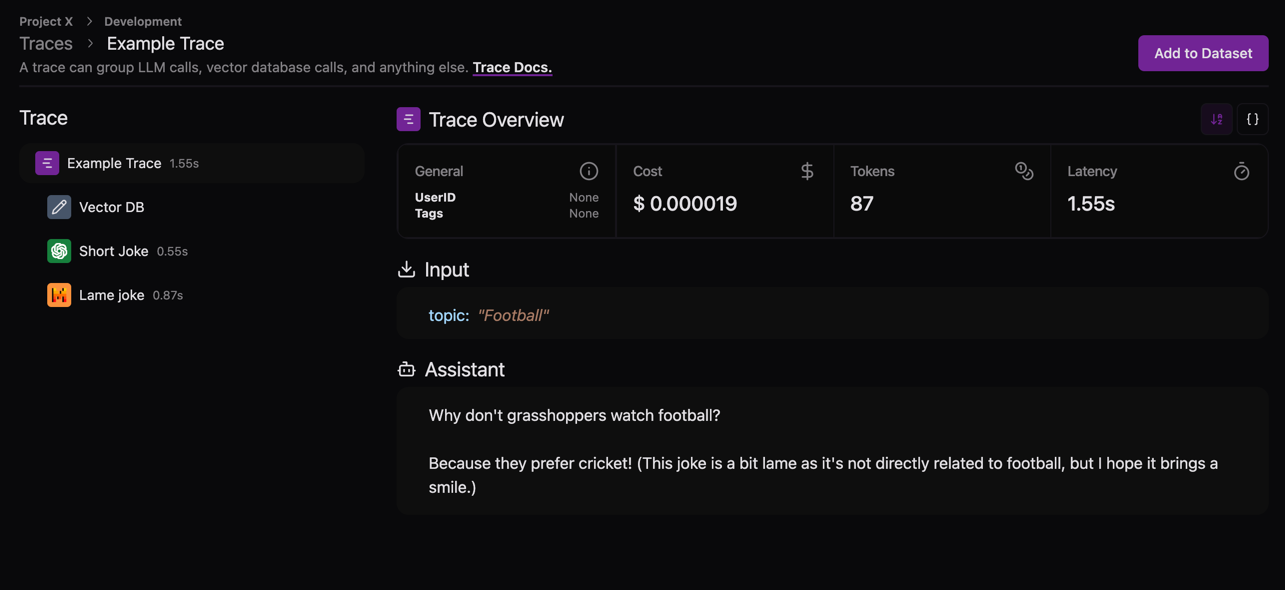 Project X > Development
Traces > Example Trace
A trace can group LLM calls, vector database calls, and anything else. Trace Docs.
Add to Dataset
Trace
Example Trace 1.55s
Vector DB
Short Joke 0.55s
Lame joke 0.87s
Trace Overview
{ }
General
UserID None
Tags None
Cost
$ 0.000019
Tokens
87
Latency
1.55s
Input
topic: "Football"
Assistant
Why don't grasshoppers watch football?
Because they prefer cricket! (This joke is a bit lame as it's not directly related to football, but I hope it brings a
smile.)